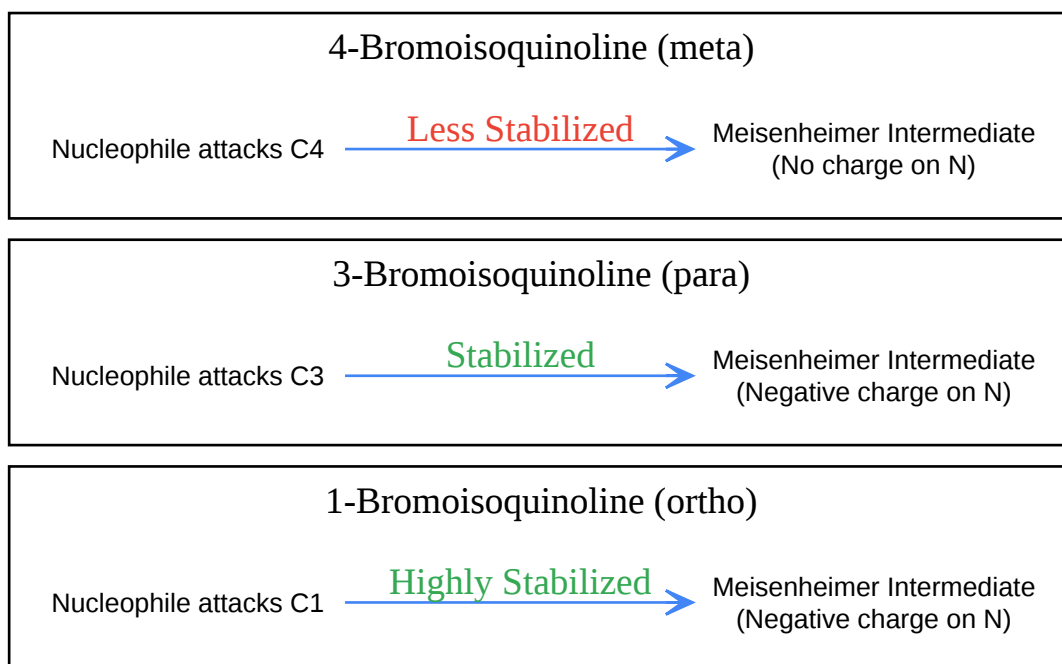 4-Bromoisoquinoline (meta)
Nucleophile attacks C4
Less Stabilized
Meisenheimer Intermediate
(No charge on N)
3-Bromoisoquinoline (para)
Nucleophile attacks C3
Stabilized
Meisenheimer Intermediate
(Negative charge on N)
1-Bromoisoquinoline (ortho)
Nucleophile attacks C1
Highly Stabilized
Meisenheimer Intermediate
(Negative charge on N)